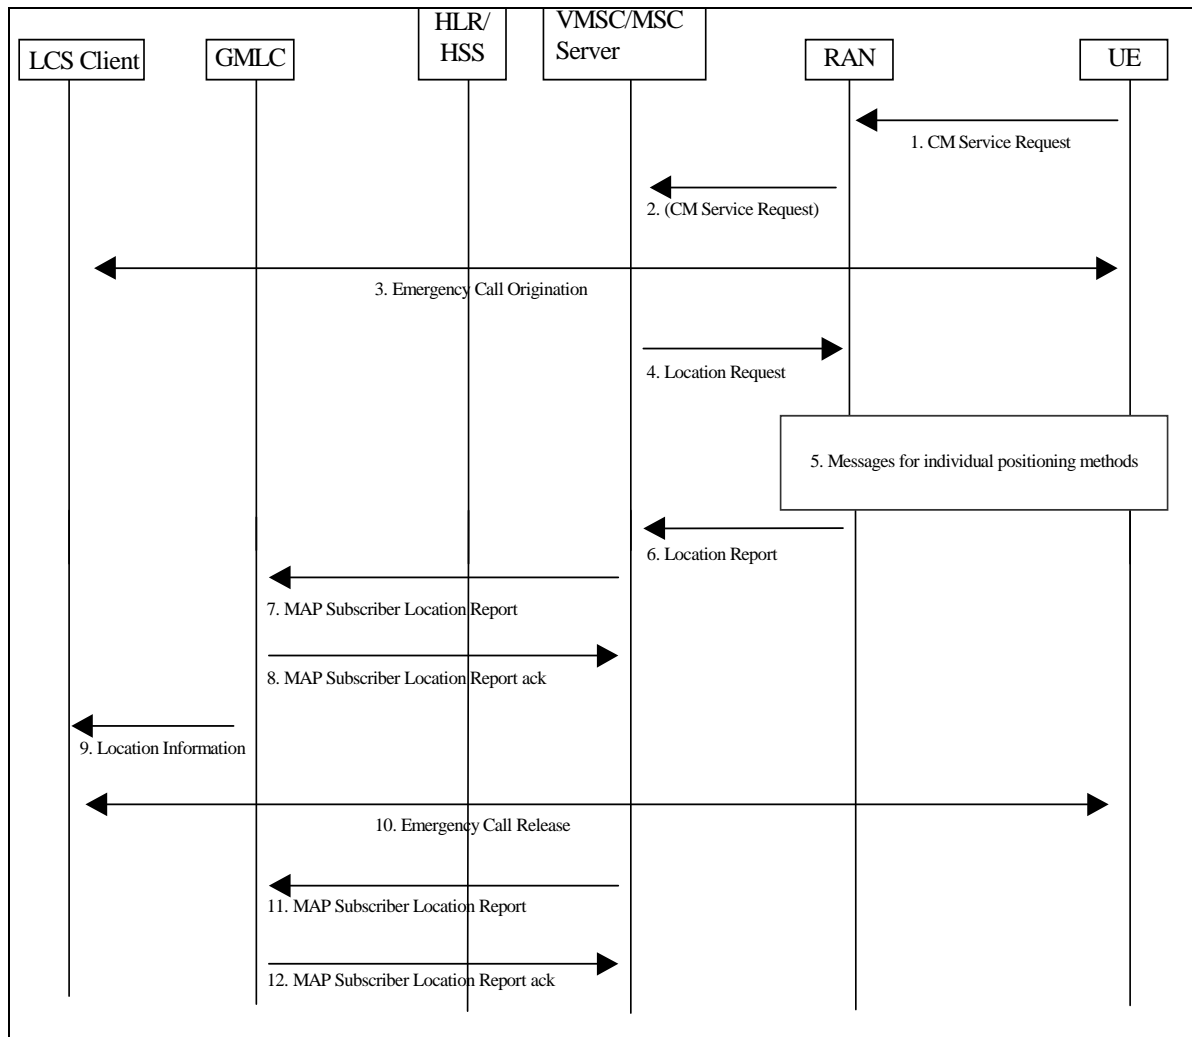 HLR/
HSS
VMSC/MSC
Server
LCS Client
GMLC
RAN
UE
1. CM Service Request
2. (CM Service Request)
3. Emergency Call Origination
4. Location Request
5. Messages for individual positioning methods
6. Location Report
7. MAP Subscriber Location Report
8. MAP Subscriber Location Report ack
9. Location Information
10. Emergency Call Release
11. MAP Subscriber Location Report
12. MAP Subscriber Location Report ack